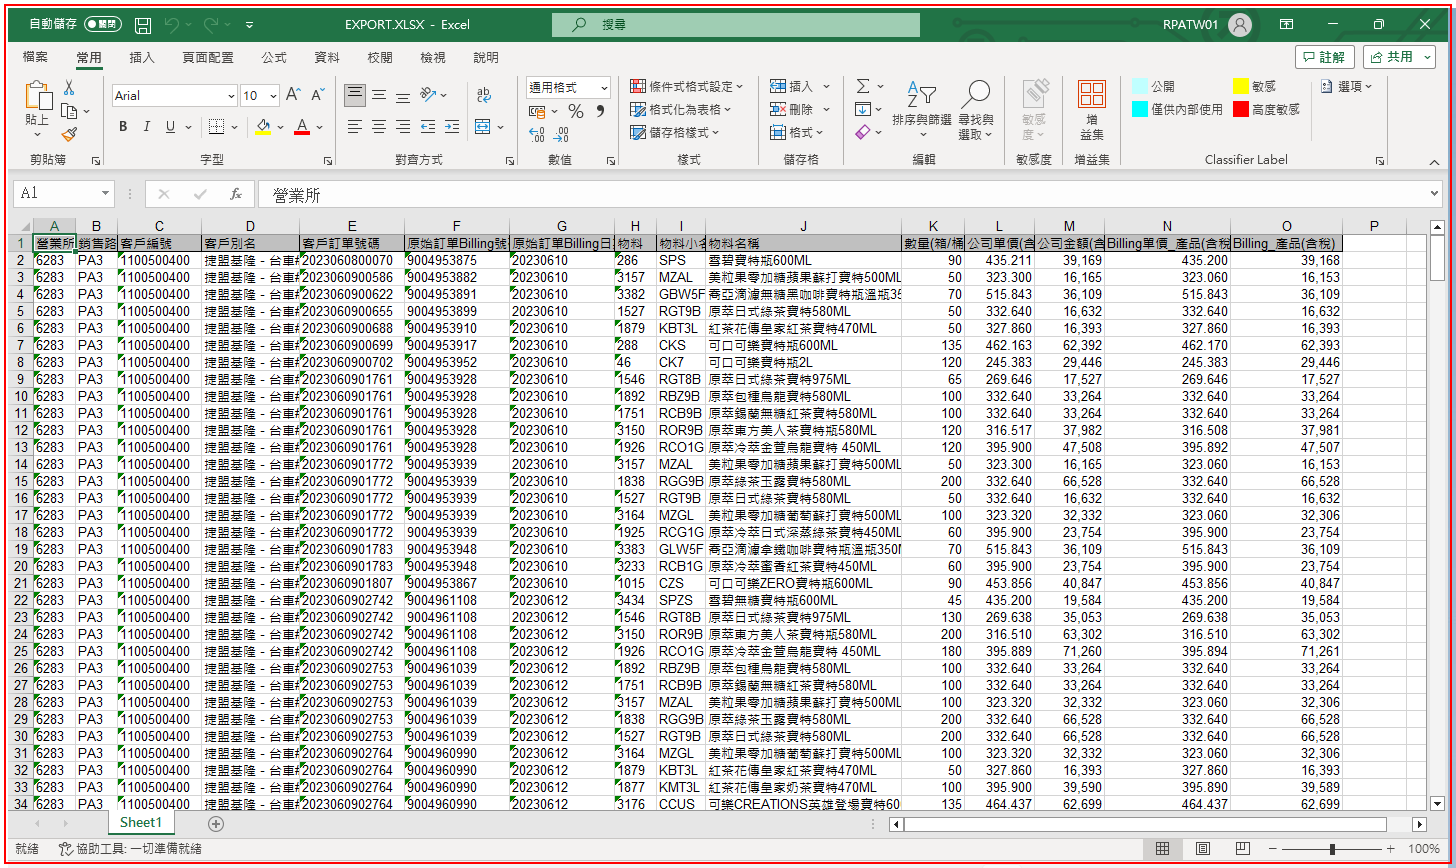 自動儲存 關閉 EXPORT.XLSX - Excel 搜尋 RPATW01
檔案 常用 插入 頁面配置 公式 資料 校閱 檢視 說明 註解 共用
貼上 Arial 10 A A 通用格式 條件式格式設定 插入 公開 敏感 選項
格式化為表格 刪除 排序與篩選 尋找與選取 敏感度 增益集 僅供內部使用 高度敏感
B I U A % 儲存格樣式 格式
剪貼簿 字型 對齊方式 數值 樣式 儲存格 編輯 敏感度 增益集 Classifier Label
A1 fx 營業所
A B C D E F G H I J K L M N O P
1 營業所 銷售路 客戶編號 客戶別名 客戶訂單號碼 原始訂單Billing號 原始訂單Billing日 物料 物料小名 物料名稱 數量(箱/桶 公司單價(含 公司金額(含 Billing單價_產品(含稅 Billing_產品(含稅)
2 6283 PA3 1100500400 捷盟基隆 - 台車 2023060800070 9004953875 20230610 286 SPS 雪碧寶特瓶600ML 90 435.211 39,169 435.200 39,168
3 6283 PA3 1100500400 捷盟基隆 - 台車 2023060900586 9004953882 20230610 3157 MZAL 美粒果零加糖蘋果蘇打寶特500ML 50 323.300 16,165 323.060 16,153
4 6283 PA3 1100500400 捷盟基隆 - 台車 2023060900622 9004953891 20230610 3382 GBW5F 喬亞滴濾無糖黑咖啡寶特瓶溫瓶35 70 515.843 36,109 515.843 36,109
5 6283 PA3 1100500400 捷盟基隆 - 台車 2023060900655 9004953899 20230610 1527 RGT9B 原萃日式綠茶寶特580ML 50 332.640 16,632 332.640 16,632
6 6283 PA3 1100500400 捷盟基隆 - 台車 2023060900688 9004953910 20230610 1879 KBT3L 紅茶花傳皇家紅茶寶特470ML 50 327.860 16,393 327.860 16,393
7 6283 PA3 1100500400 捷盟基隆 - 台車 2023060900699 9004953917 20230610 288 CKS 可口可樂寶特瓶600ML 135 462.163 62,392 462.170 62,393
8 6283 PA3 1100500400 捷盟基隆 - 台車 2023060900702 9004953952 20230610 46 CK7 可口可樂寶特瓶2L 120 245.383 29,446 245.383 29,446
9 6283 PA3 1100500400 捷盟基隆 - 台車 2023060901761 9004953928 20230610 1546 RGT8B 原萃日式綠茶寶特975ML 65 269.646 17,527 269.646 17,527
10 6283 PA3 1100500400 捷盟基隆 - 台車 2023060901761 9004953928 20230610 1892 RBZ9B 原萃包種烏龍寶特580ML 100 332.640 33,264 332.640 33,264
11 6283 PA3 1100500400 捷盟基隆 - 台車 2023060901761 9004953928 20230610 1751 RCB9B 原萃錫蘭無糖紅茶寶特580ML 100 332.640 33,264 332.640 33,264
12 6283 PA3 1100500400 捷盟基隆 - 台車 2023060901761 9004953928 20230610 3150 ROR9B 原萃東方美人茶寶特瓶580ML 120 316.517 37,982 316.508 37,981
13 6283 PA3 1100500400 捷盟基隆 - 台車 2023060901761 9004953928 20230610 1926 RCO1G 原萃冷萃金萱烏龍寶特 450ML 120 395.900 47,508 395.892 47,507
14 6283 PA3 1100500400 捷盟基隆 - 台車 2023060901772 9004953939 20230610 3157 MZAL 美粒果零加糖蘋果蘇打寶特500ML 50 323.300 16,165 323.060 16,153
15 6283 PA3 1100500400 捷盟基隆 - 台車 2023060901772 9004953939 20230610 1838 RGG9B 原萃綠茶玉露寶特580ML 200 332.640 66,528 332.640 66,528
16 6283 PA3 1100500400 捷盟基隆 - 台車 2023060901772 9004953939 20230610 1527 RGT9B 原萃日式綠茶寶特580ML 50 332.640 16,632 332.640 16,632
17 6283 PA3 1100500400 捷盟基隆 - 台車 2023060901772 9004953939 20230610 3164 MZGL 美粒果零加糖葡萄蘇打寶特500ML 100 323.320 32,332 323.060 32,306
18 6283 PA3 1100500400 捷盟基隆 - 台車 2023060901772 9004953939 20230610 1925 RCG1G 原萃冷萃日式深蒸綠茶寶特450ML 60 395.900 23,754 395.900 23,754
19 6283 PA3 1100500400 捷盟基隆 - 台車 2023060901783 9004953948 20230610 3383 GLW5F 喬亞滴濾拿鐵咖啡寶特瓶溫瓶350M 70 515.843 36,109 515.843 36,109
20 6283 PA3 1100500400 捷盟基隆 - 台車 2023060901783 9004953948 20230610 3233 RCB1G 原萃冷萃蜜香紅茶寶特450ML 60 395.900 23,754 395.900 23,754
21 6283 PA3 1100500400 捷盟基隆 - 台車 2023060901807 9004953867 20230610 1015 CZS 可口可樂ZERO寶特瓶600ML 90 453.856 40,847 453.856 40,847
22 6283 PA3 1100500400 捷盟基隆 - 台車 2023060902742 9004961108 20230612 3434 SPZS 雪碧無糖寶特瓶600ML 45 435.200 19,584 435.200 19,584
23 6283 PA3 1100500400 捷盟基隆 - 台車 2023060902742 9004961108 20230612 1546 RGT8B 原萃日式綠茶寶特975ML 130 269.638 35,053 269.638 35,053
24 6283 PA3 1100500400 捷盟基隆 - 台車 2023060902742 9004961108 20230612 3150 ROR9B 原萃東方美人茶寶特瓶580ML 200 316.510 63,302 316.510 63,302
25 6283 PA3 1100500400 捷盟基隆 - 台車 2023060902742 9004961108 20230612 1926 RCO1G 原萃冷萃金萱烏龍寶特 450ML 180 395.889 71,260 395.894 71,261
26 6283 PA3 1100500400 捷盟基隆 - 台車 2023060902753 9004961039 20230612 1892 RBZ9B 原萃包種烏龍寶特580ML 100 332.640 33,264 332.640 33,264
27 6283 PA3 1100500400 捷盟基隆 - 台車 2023060902753 9004961039 20230612 1751 RCB9B 原萃錫蘭無糖紅茶寶特580ML 100 332.640 33,264 332.640 33,264
28 6283 PA3 1100500400 捷盟基隆 - 台車 2023060902753 9004961039 20230612 3157 MZAL 美粒果零加糖蘋果蘇打寶特500ML 100 323.320 32,332 323.060 32,306
29 6283 PA3 1100500400 捷盟基隆 - 台車 2023060902753 9004961039 20230612 1838 RGG9B 原萃綠茶玉露寶特580ML 200 332.640 66,528 332.640 66,528
30 6283 PA3 1100500400 捷盟基隆 - 台車 2023060902753 9004961039 20230612 1527 RGT9B 原萃日式綠茶寶特580ML 200 332.640 66,528 332.640 66,528
31 6283 PA3 1100500400 捷盟基隆 - 台車 2023060902764 9004960990 20230612 3164 MZGL 美粒果零加糖葡萄蘇打寶特500ML 100 323.320 32,332 323.060 32,306
32 6283 PA3 1100500400 捷盟基隆 - 台車 2023060902764 9004960990 20230612 1879 KBT3L 紅茶花傳皇家紅茶寶特470ML 50 327.860 16,393 327.860 16,393
33 6283 PA3 1100500400 捷盟基隆 - 台車 2023060902764 9004960990 20230612 1877 KMT3L 紅茶花傳皇家奶茶寶特470ML 100 395.900 39,590 395.890 39,589
34 6283 PA3 1100500400 捷盟基隆 - 台車 2023060902764 9004960990 20230612 3176 CCUS 可樂CREATIONS英雄登場寶特60 135 464.437 62,699 464.437 62,699
Sheet1
就緒 協助工具: 一切準備就緒 100%